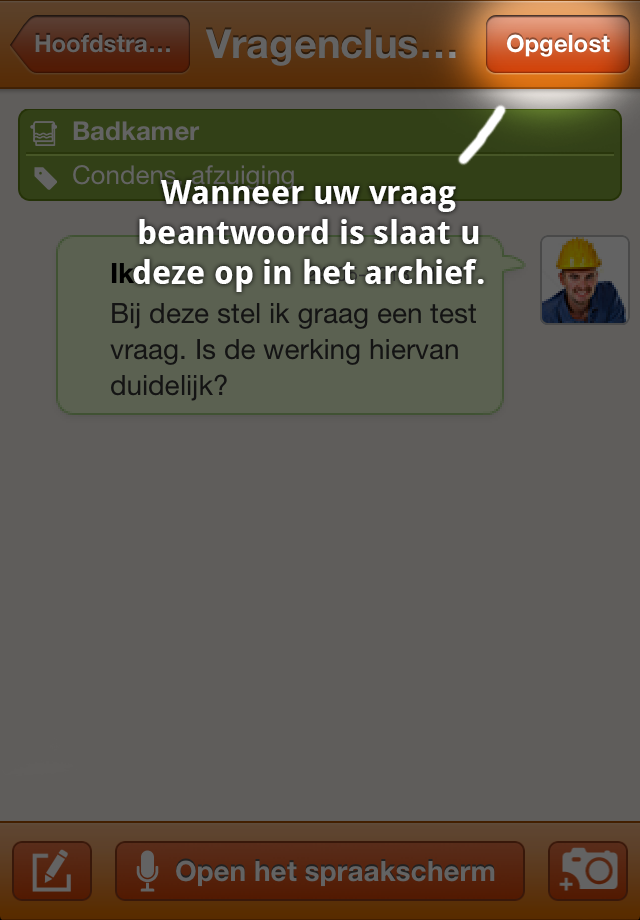 Hoofdstra... Vragenclus... Opgelost
Badkamer
Condens, afzuiging
Wanneer uw vraag
beantwoord is slaat u
deze op in het archief.
Ik
Bij deze stel ik graag een test
vraag. Is de werking hiervan
duidelijk?
Open het spraakscherm